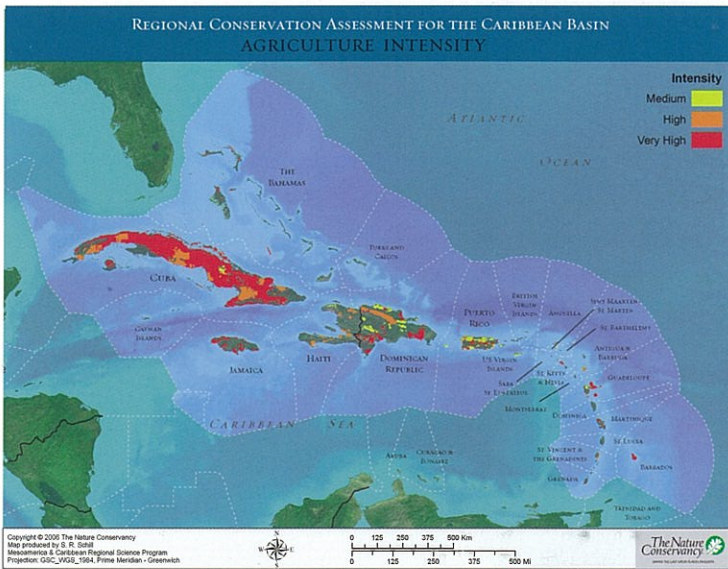 REGIONAL CONSERVATION ASSESSMENT FOR THE CARIBBEAN BASIN
AGRICULTURE INTENSITY
Intensity
Medium
High
Very High
ATLANTIC
OCEAN
THE
BAHAMAS
TURKS AND
CAICOS
CUBA
CAYMAN
ISLANDS
JAMAICA
HAITI
DOMINICAN
REPUBLIC
PUERTO
RICO
BRITISH
VIRGIN
ISLANDS
ANGUILLA
SINT MAARTEN
ST. MARTEN
ST. BARTHELEMY
US VIRGIN
ISLANDS
SABA
ST. EUSTATIUS
ST. KITTS
& NEVIS
ANTIGUA &
BARBUDA
MONTSERRAT
GUADELOUPE
DOMINICA
MARTINIQUE
ST. LUCIA
ST. VINCENT &
THE GRENADINES
BARBADOS
GRENADA
TRINIDAD AND
TOBAGO
CARIBBEAN SEA
ARUBA
CURACAO &
BONAIRE
Copyright © 2006 The Nature Conservancy
Map produced by S. R. Schill
Mesoamerica & Caribbean Regional Science Program
Projection: GSC_WGS_1984, Prime Meridian - Greenwich
N
W
E
S
0 125 250 375 500 Km
0 125 250 375 500 Mi
The Nature
Conservancy